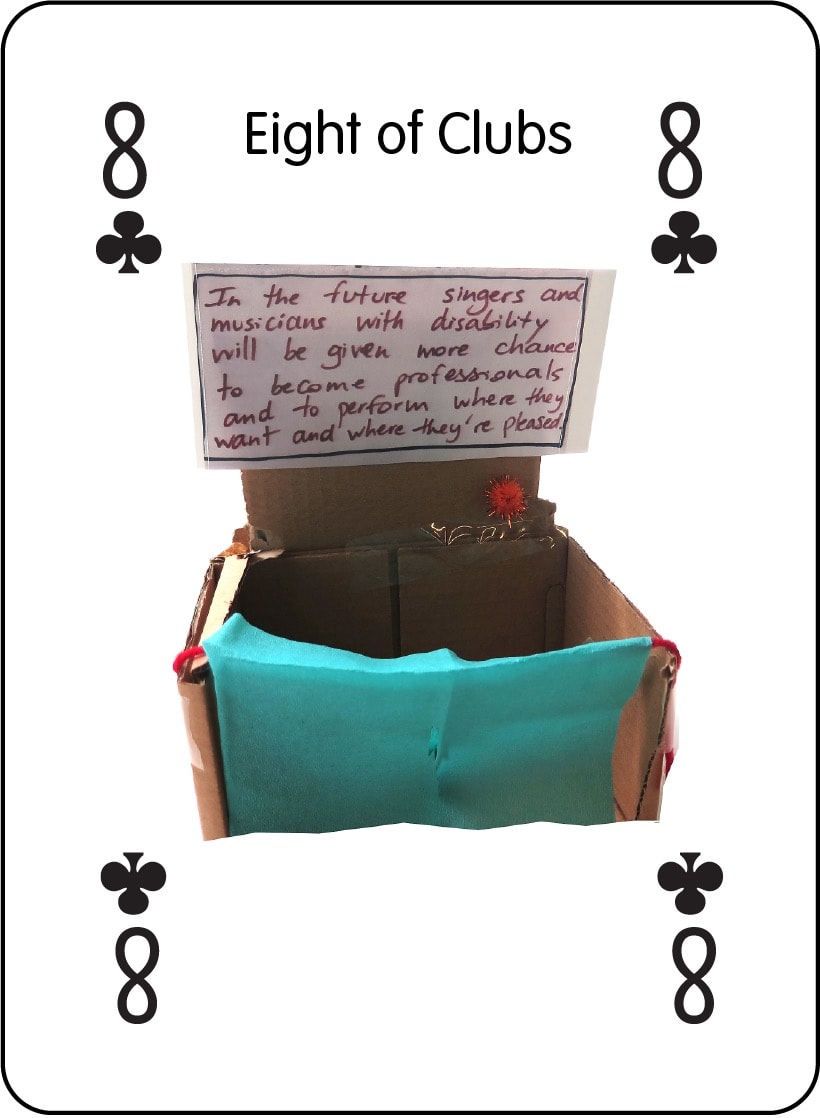 8 Eight of Clubs 8
In the future singers and
musicians with disability
will be given more chance
to become professionals
and to perform where they
want and where they're pleased.
8 8